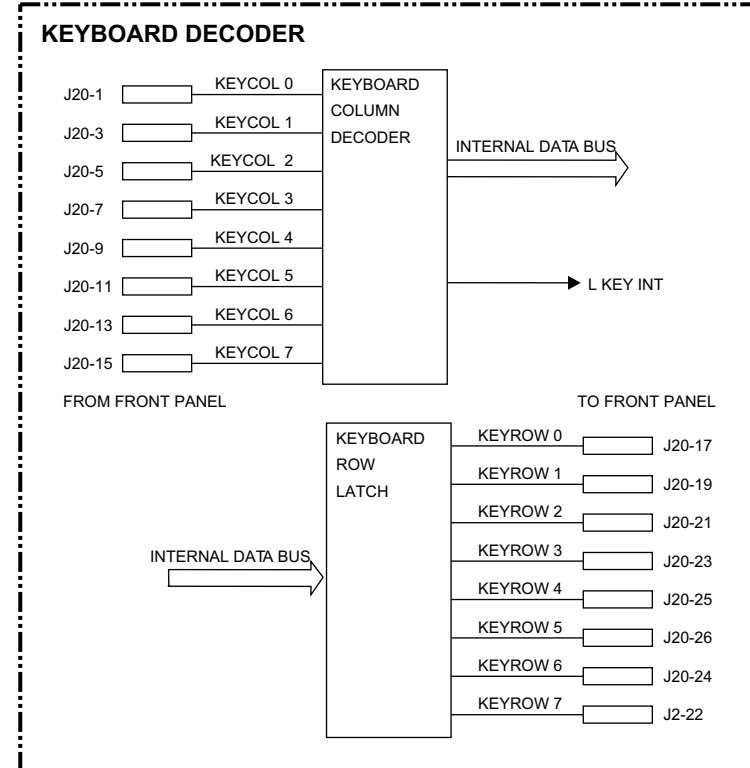 KEYBOARD DECODER
J20-1 KEYCOL 0
J20-3 KEYCOL 1
J20-5 KEYCOL 2
J20-7 KEYCOL 3
J20-9 KEYCOL 4
J20-11 KEYCOL 5
J20-13 KEYCOL 6
J20-15 KEYCOL 7
KEYBOARD
COLUMN
DECODER
INTERNAL DATA BUS
L KEY INT
FROM FRONT PANEL
TO FRONT PANEL
INTERNAL DATA BUS
KEYBOARD
ROW
LATCH
KEYROW 0 J20-17
KEYROW 1 J20-19
KEYROW 2 J20-21
KEYROW 3 J20-23
KEYROW 4 J20-25
KEYROW 5 J20-26
KEYROW 6 J20-24
KEYROW 7 J2-22